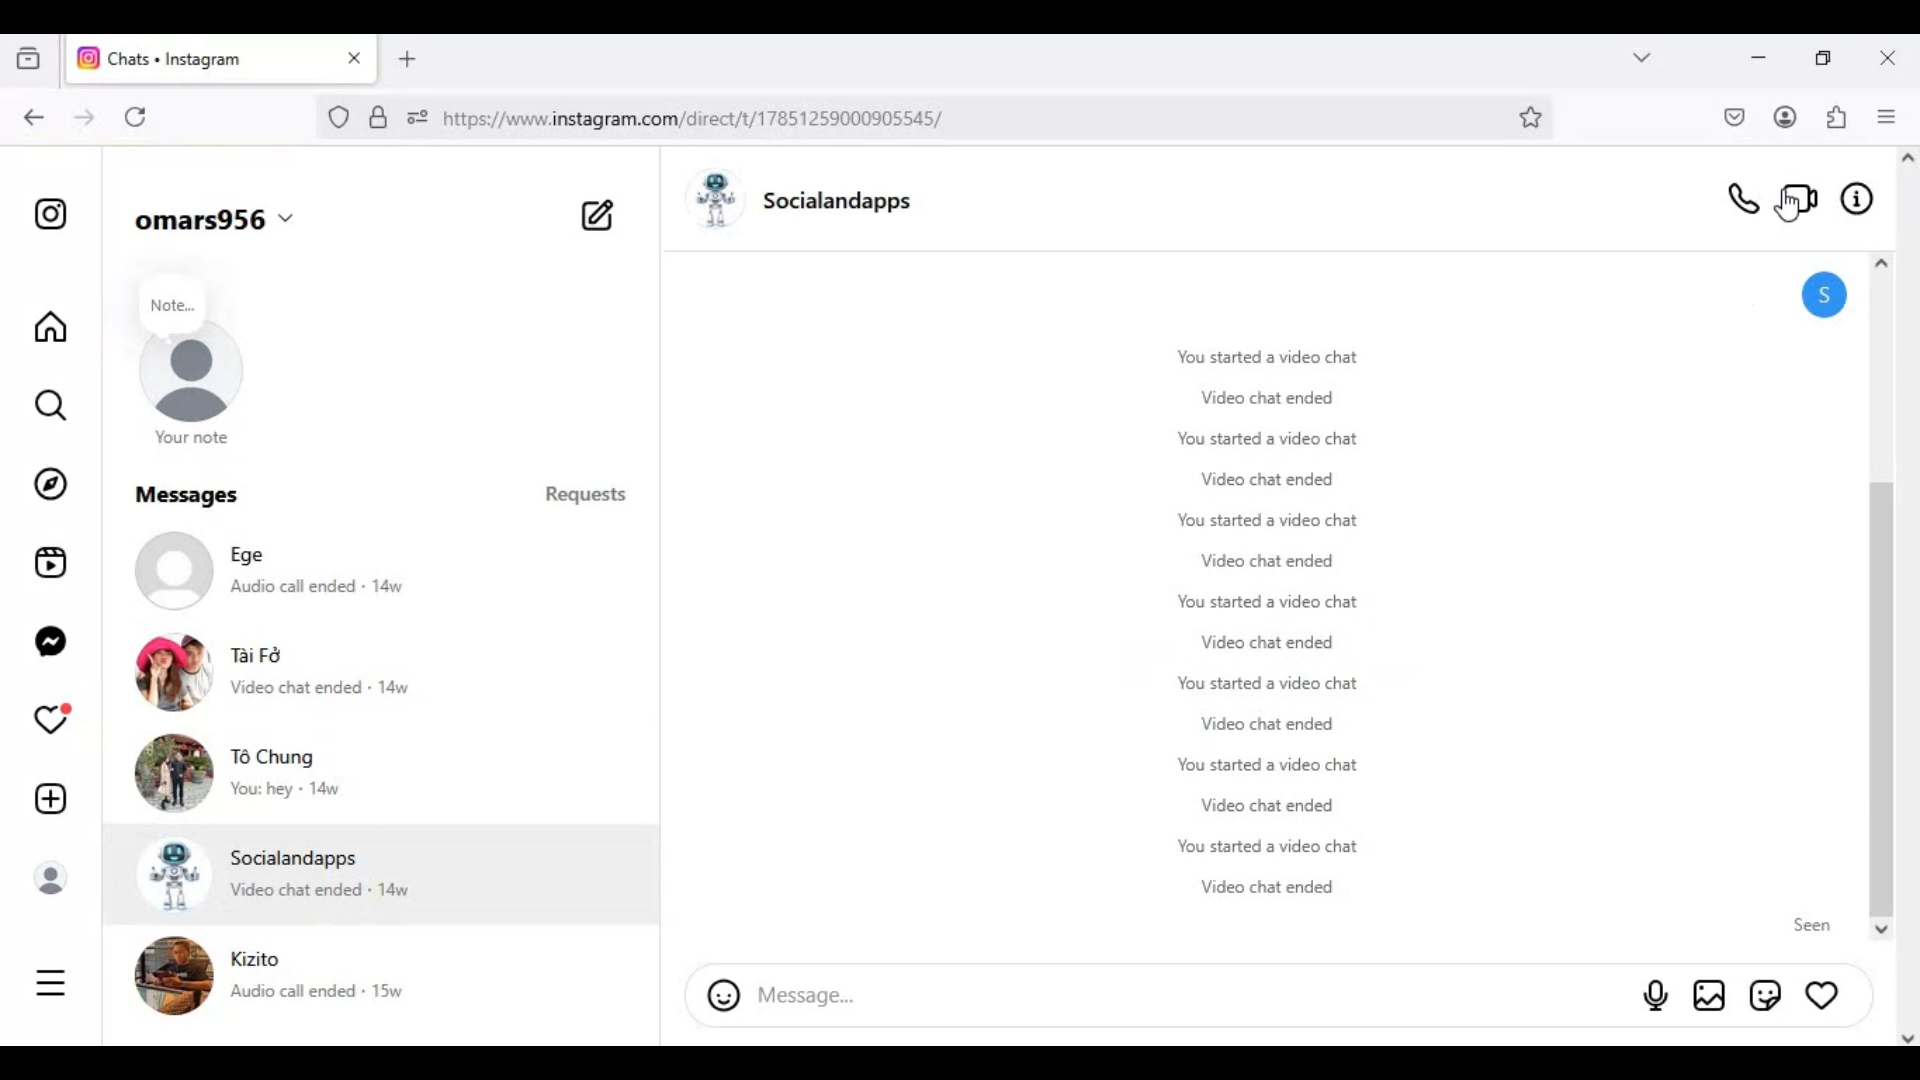 Chats • Instagram
https://www.instagram.com/direct/t/17851259000905545/
omars956
Note...
Your note
Messages
Requests
Ege
Audio call ended · 14w
Tài Fở
Video chat ended · 14w
Tô Chung
You: hey · 14w
Socialandapps
Video chat ended · 14w
Kizito
Audio call ended · 15w
Socialandapps
S
You started a video chat
Video chat ended
You started a video chat
Video chat ended
You started a video chat
Video chat ended
You started a video chat
Video chat ended
You started a video chat
Video chat ended
You started a video chat
Video chat ended
You started a video chat
Video chat ended
Seen
Message...